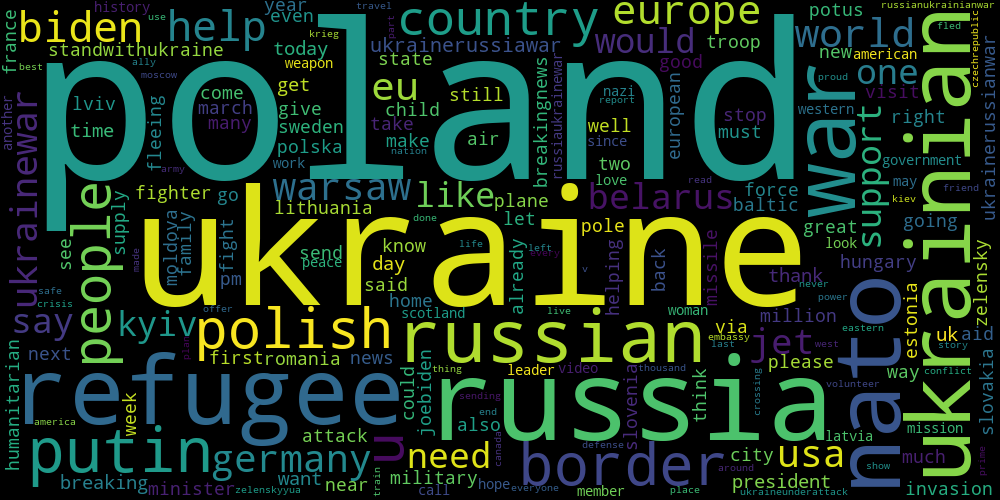 poland
ukraine
russia
refugee
russian
ukrainian
nato
war
putin
polish
border
country
people
biden
help
europe
world
would
one
support
eu
like
warsaw
belarus
germany
kyiv
say
need
usa
jet
u
ukrainewar
standwithukraine
ukrainerussiawar
year
even
history
france
another
use
travel
krieg
part
troop
good
potus
new
american
russianukrainianwar
fled
czechrepublic
best
ally
moscow
weapon
today
state
get
visit
proud
lviv
time
come
march
many
give
child
still
breakingnews
russiaukrainewar
nazi
report
european
stop
must
western
right
ukrainerussianwar
fleeing
sweden
polska
work
take
make
nation
air
well
since
two
love
government
army
fighter
go
lithuania
plane
let
read
force
baltic
may
friend
kiev
great
look
going
supply
see
moldova
family
pm
pfight
send
peace
know
day
said
done
life
already
left
every
v
pole
helping
back
missile
thank
hungary
never
power
million
zelensky
made
safe
crisis
offer
home
scotland
live
woman
via
embassy
last
eastern
estonia
uk
aid
story
next
firstromania
news
plan
humanitarian
could
joebiden
leader
thing
video
thousand
slovenia
think
please
west
way
conflict
slovakia
america
week
attack
sending
also
end
crossing
volunteer
latvia
mission
city
much
prize
breaking
minister
want
near
train
military
call
hope
canada
everyone
defense
member
around
place
president
show
invasion
zelenskyyua
ukraineunderattack